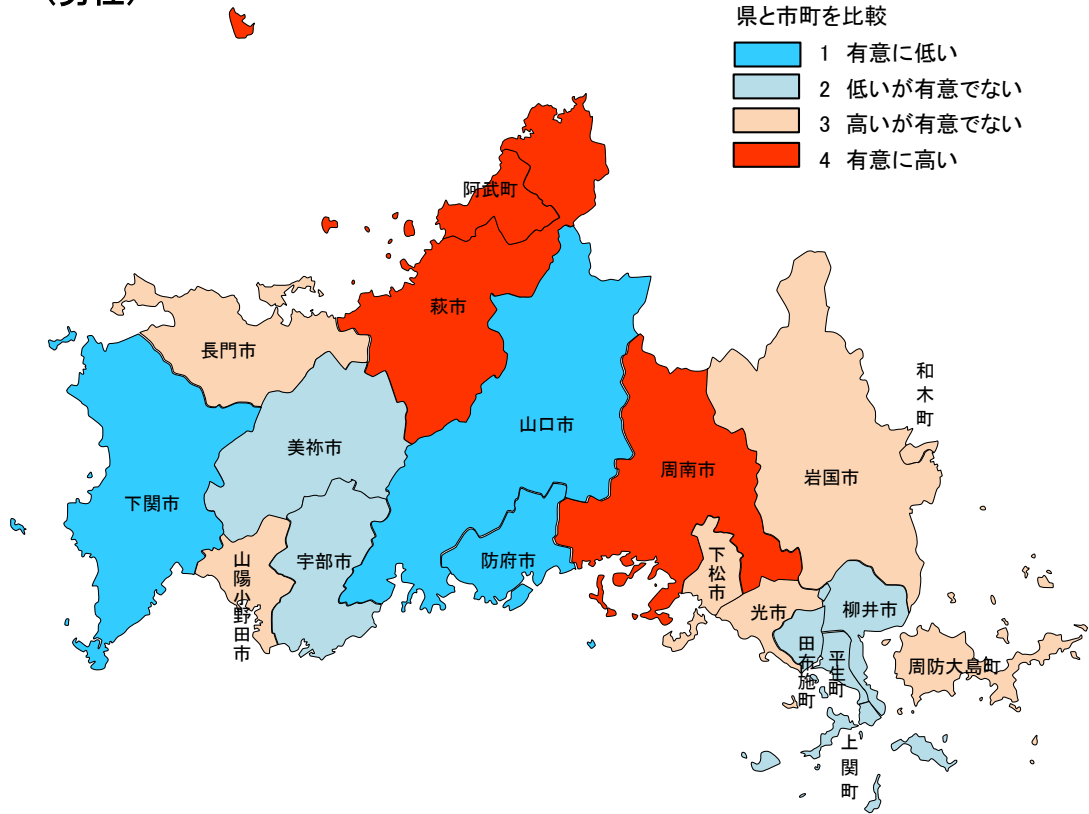 県と市町を比較
1 有意に低い
2 低いが有意でない
3 高いが有意でない
4 有意に高い
阿武町
萩市
長門市
和木町
山口市
美祢市
周南市
岩国市
下関市
防府市
宇部市
下松市
山陽小野田市
光市
柳井市
田布施町
平生町
周防大島町
上関町